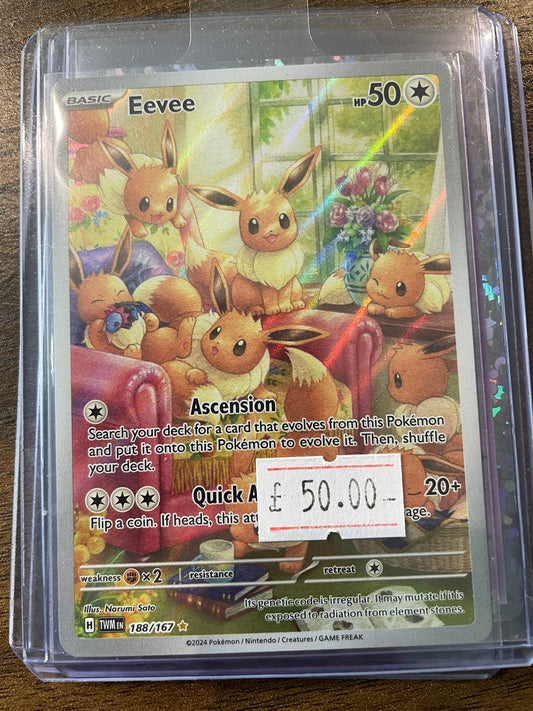 BASIC Eevee HP 50
Ascension
Search your deck for a card that evolves from this Pokémon
and put it onto this Pokémon to evolve it. Then, shuffle
your deck.
Quick A 20+
£ 50.00-
Flip a coin. If heads, this at age.
weakness ×2 resistance retreat
Illus. Narumi Sato
Its genetic code is irregular. It may mutate if it is
exposed to radiation from element stones.
H TWM EN 188/167
©2024 Pokémon / Nintendo / Creatures / GAME FREAK